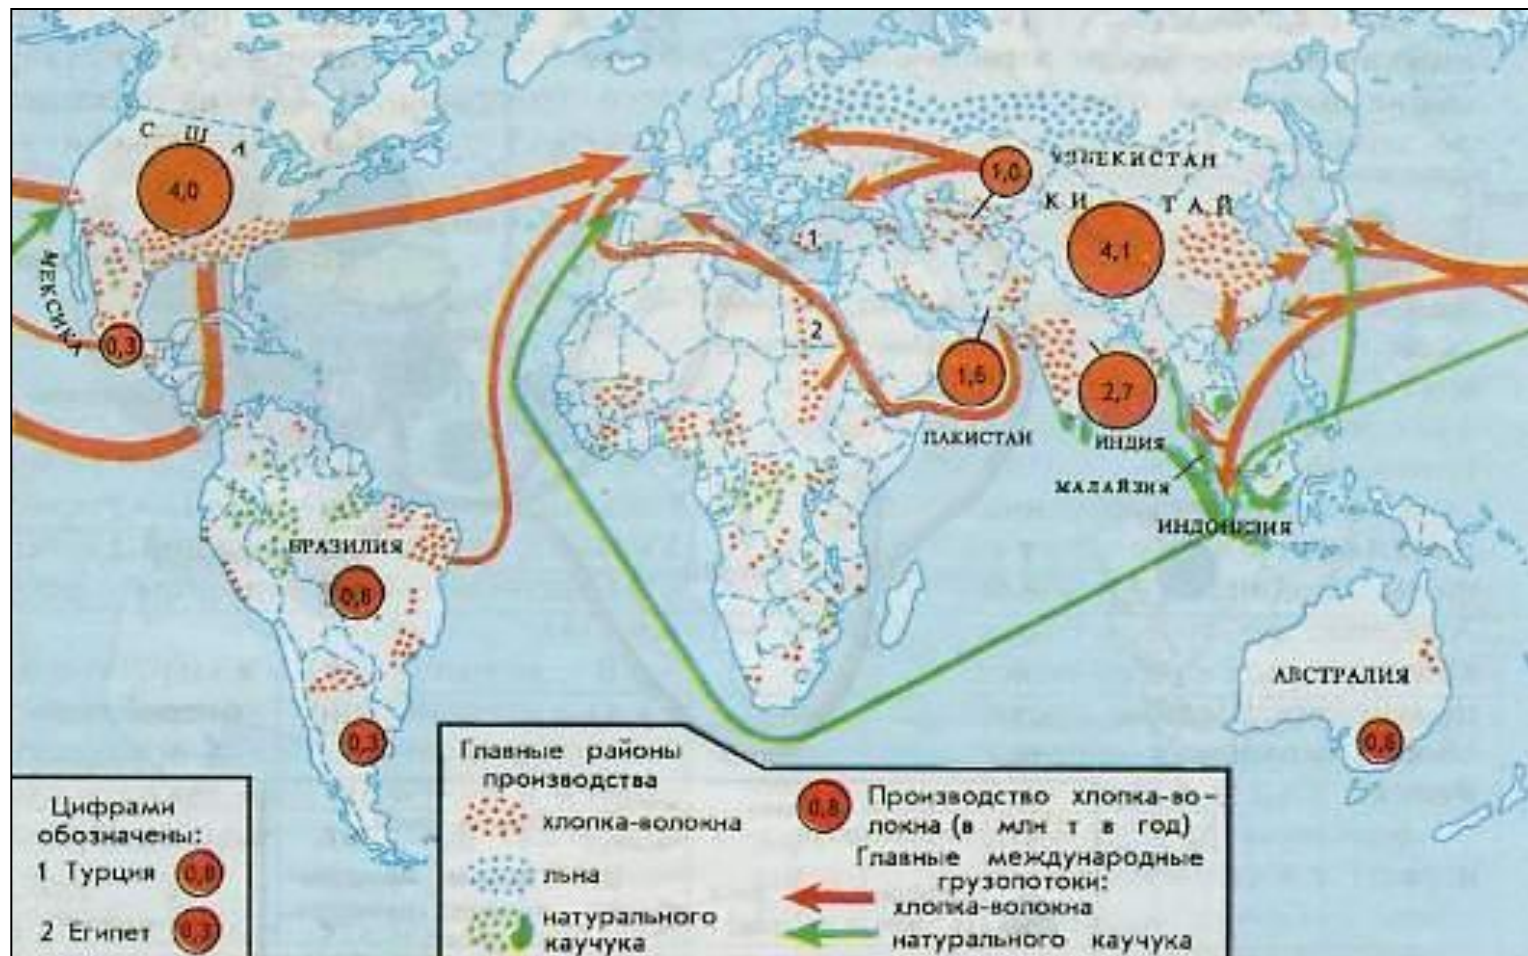 США
4,0
МЕКСИКА
0,3
БРАЗИЛИЯ
0,3
1
2
1,0
УЗБЕКИСТАН
КИТАЙ
4,1
1,6
ПАКИСТАН
2,7
ИНДИЯ
МАЛАЙЗИЯ
ИНДОНЕЗИЯ
АВСТРАЛИЯ
Цифрами
обозначены:
1 Турция
2 Египет 0,3
Главные районы
производства
хлопка-волокна
льна
натурального
каучука
0,8 Производство хлопка-во-
локна (в млн т в год)
Главные международные
грузопотоки:
хлопка-волокна
натурального каучука